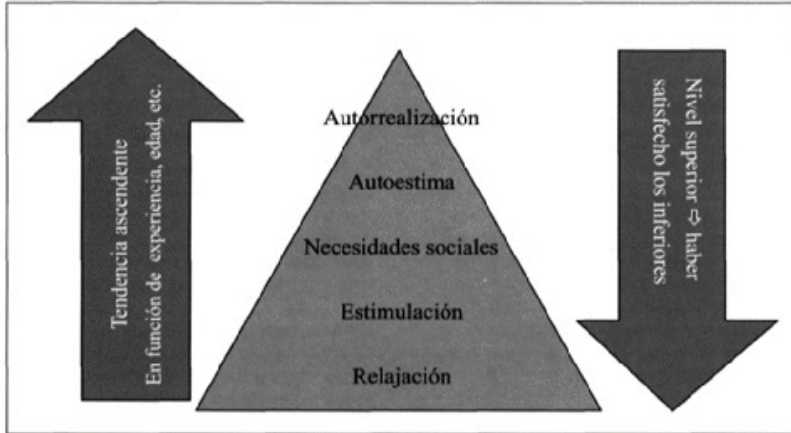 Tendencia ascendente
En función de experiencia, edad, etc.
Autorrealización
Autoestima
Necesidades sociales
Estimulación
Relajación
Nivel superior ⇨ haber
satisfecho los inferiores